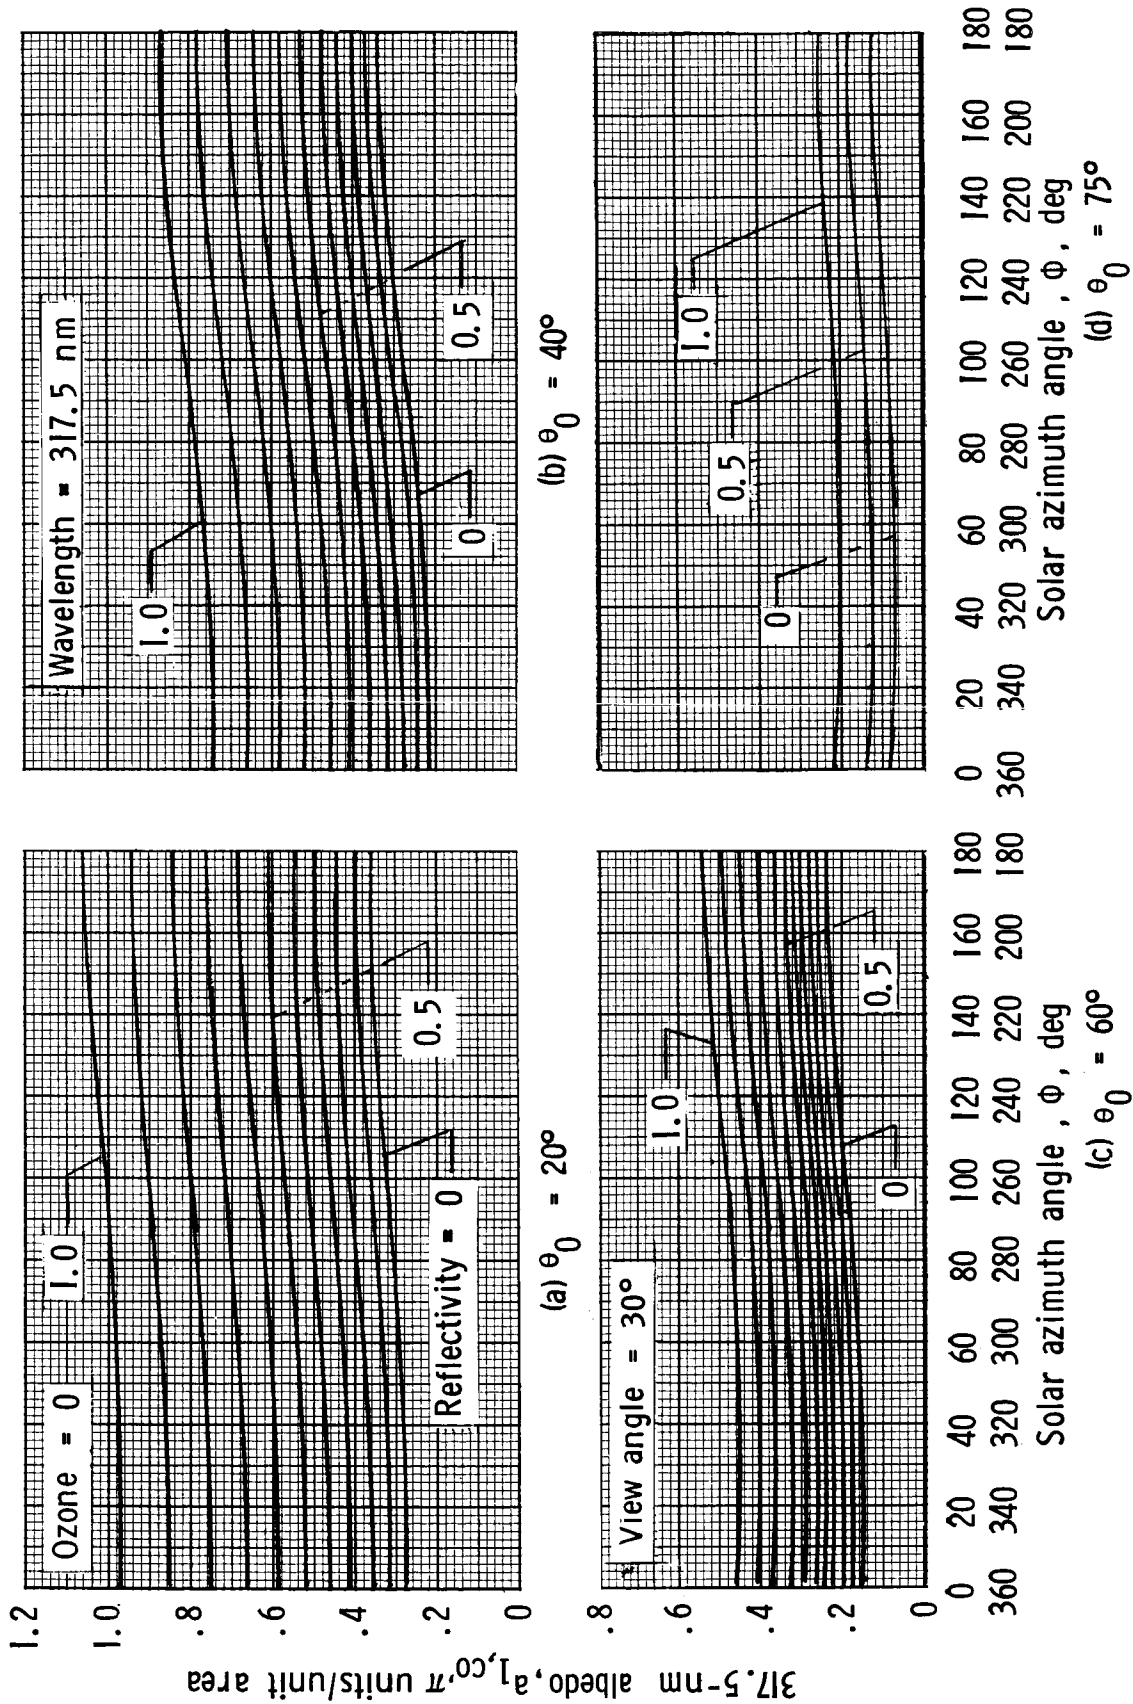 317.5-nm albedo, a1,co, π units/unit area
1.2
1.0
.8
.6
.4
.2
0
Ozone = 0
1.0
0.5
Reflectivity = 0
(a) θ0 = 20°
Wavelength = 317.5 nm
1.0
0.5
0
(b) θ0 = 40°
.8
.6
.4
.2
0
View angle = 30°
1.0
0.5
0
0 20 40 60 80 100 120 140 160 180
360 340 320 300 280 260 240 220 200 180
Solar azimuth angle, Φ, deg
(c) θ0 = 60°
1.0
0.5
0
0 20 40 60 80 100 120 140 160 180
360 340 320 300 280 260 240 220 200 180
Solar azimuth angle, Φ, deg
(d) θ0 = 75°